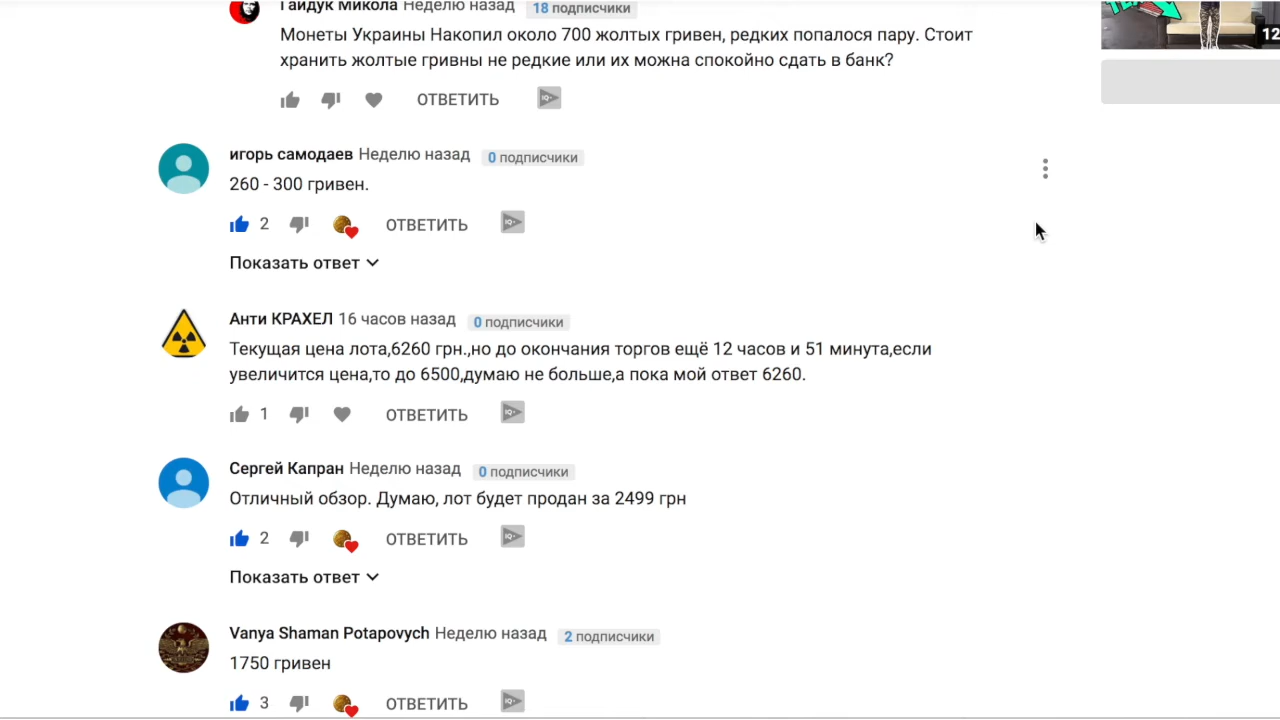 Гайдук Микола Неделю назад 18 подписчики
Монеты Украины Накопил около 700 жолтых гривен, редких попалося пару. Стоит
хранить жолтые гривны не редкие или их можна спокойно сдать в банк?
ОТВЕТИТЬ
12
игорь самодаев Неделю назад 0 подписчики
260 - 300 гривен.
2 ОТВЕТИТЬ
Показать ответ
Анти КРАХЕЛ 16 часов назад 0 подписчики
Текущая цена лота,6260 грн.,но до окончания торгов ещё 12 часов и 51 минута,если
увеличится цена,то до 6500,думаю не больше,а пока мой ответ 6260.
1 ОТВЕТИТЬ
Сергей Капран Неделю назад 0 подписчики
Отличный обзор. Думаю, лот будет продан за 2499 грн
2 ОТВЕТИТЬ
Показать ответ
Vanya Shaman Potapovych Неделю назад 2 подписчики
1750 гривен
3 ОТВЕТИТЬ